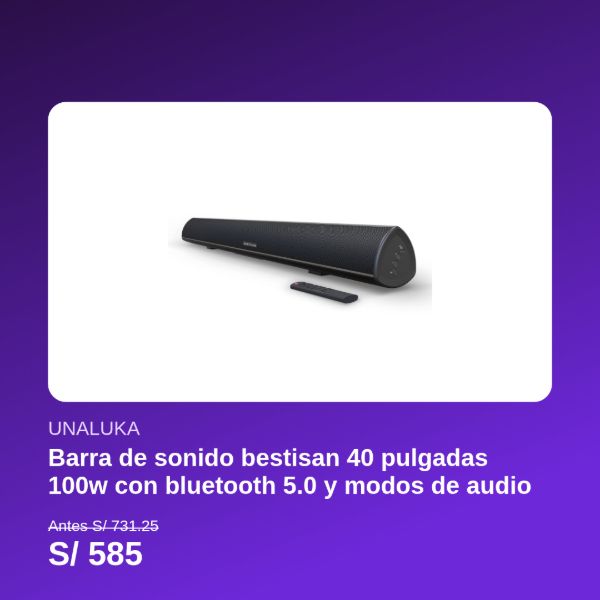 UNALUKA
Barra de sonido bestisan 40 pulgadas
100w con bluetooth 5.0 y modos de audio
Antes S/ 731.25
S/ 585